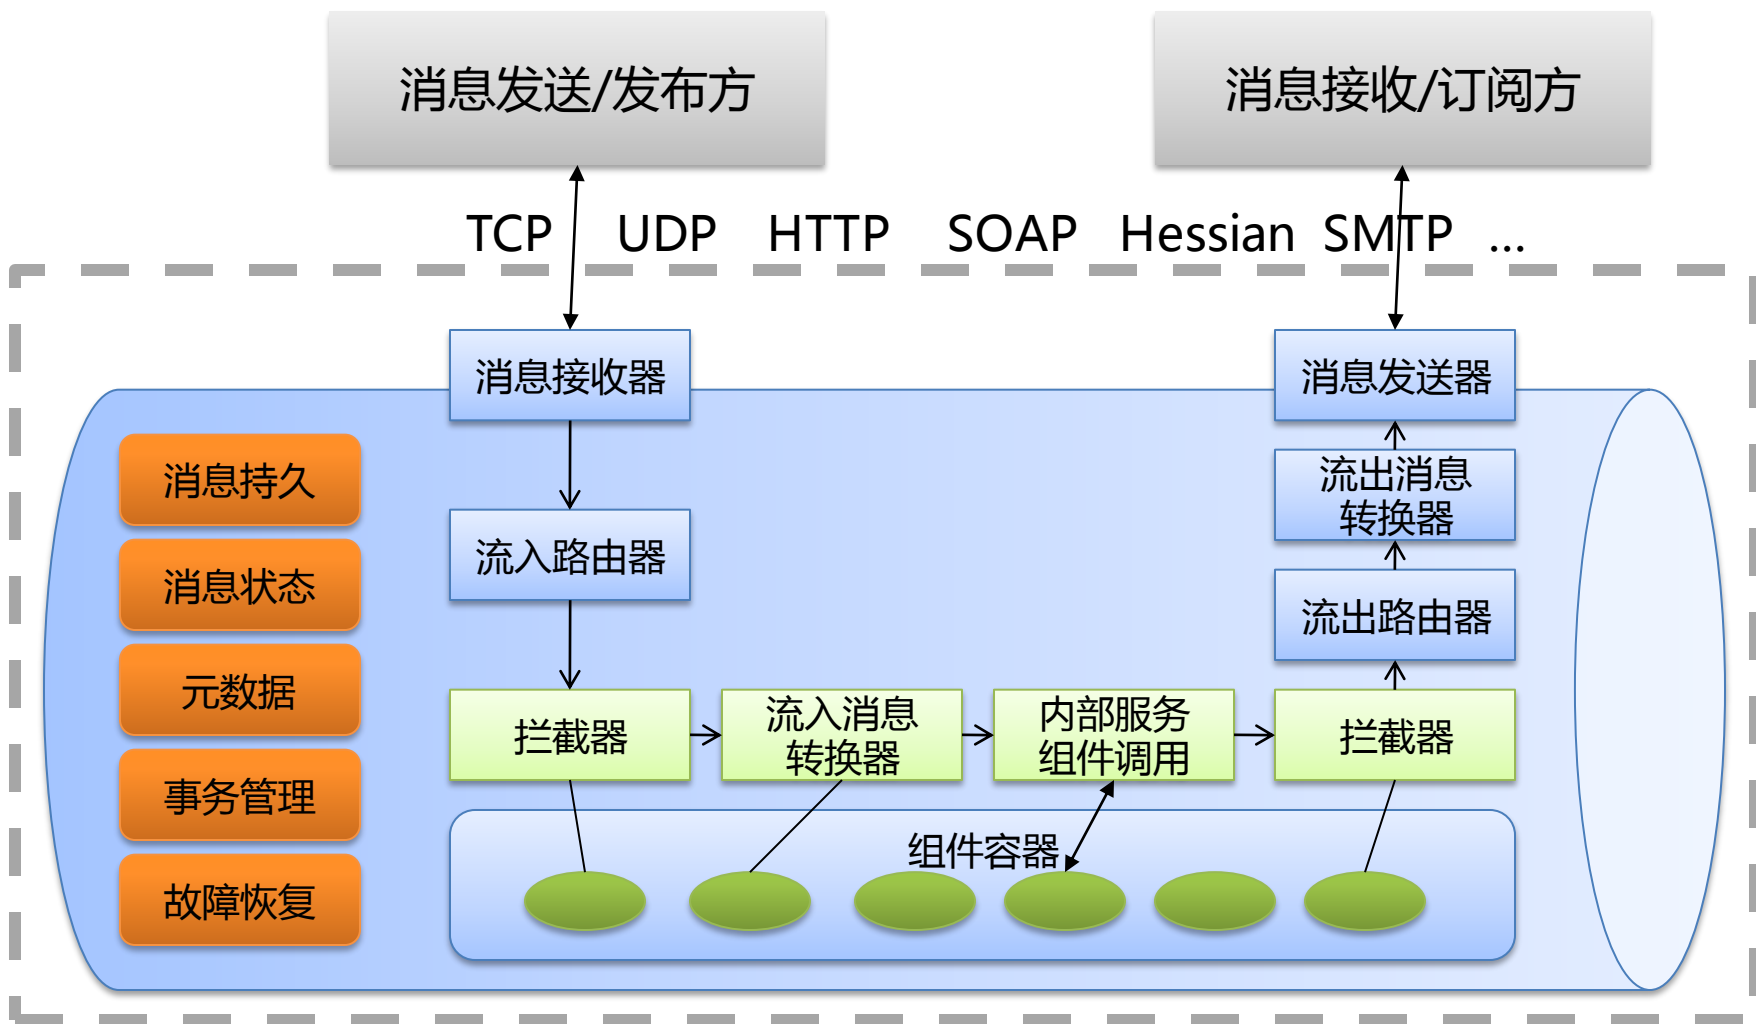 消息发送/发布方
消息接收/订阅方
TCP UDP HTTP SOAP Hessian SMTP ...
消息接收器
消息发送器
消息持久
流出消息
转换器
消息状态
流入路由器
流出路由器
元数据
拦截器
流入消息
转换器
内部服务
组件调用
拦截器
事务管理
组件容器
故障恢复